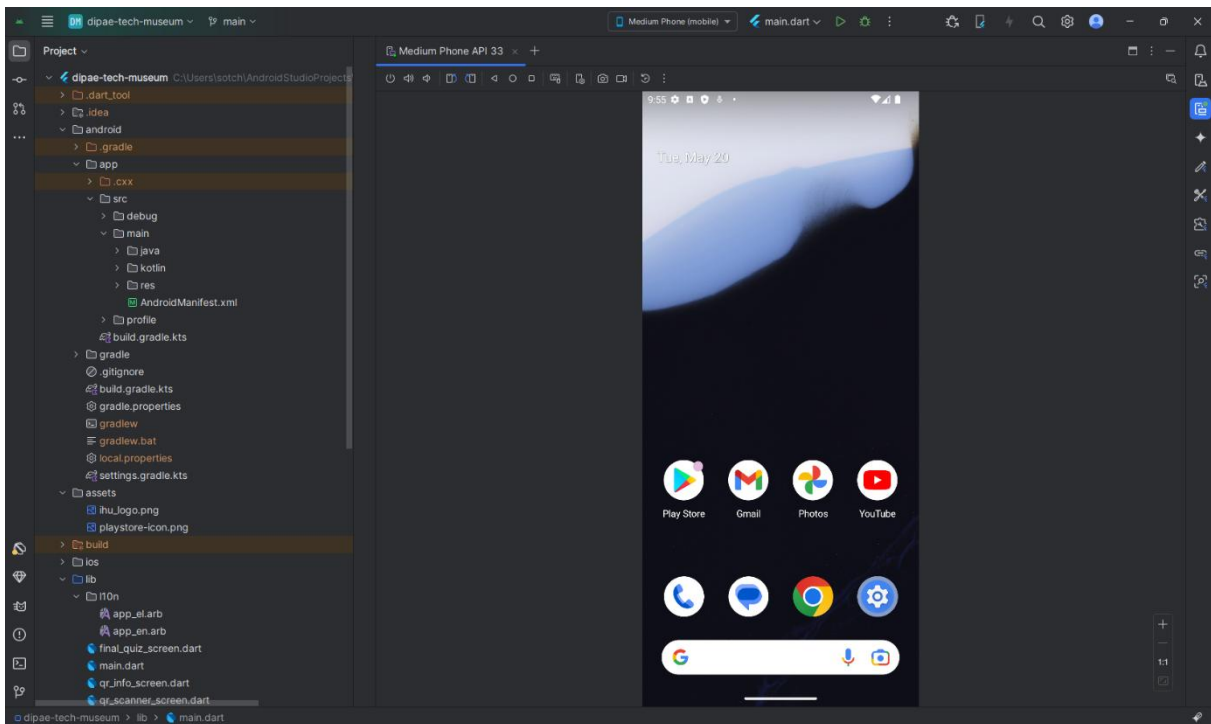 DM dipae-tech-museum main Medium Phone (mobile) main.dart
Project Medium Phone API 33
dipae-tech-museum C:\Users\sotch\AndroidStudioProjects\
.dart_tool
.idea
android
.gradle
app
.cxx
src
debug
main
java
kotlin
res
AndroidManifest.xml
profile
build.gradle.kts
gradle
.gitignore
build.gradle.kts
gradle.properties
gradlew
gradlew.bat
local.properties
settings.gradle.kts
assets
ihu_logo.png
playstore-icon.png
build
ios
lib
l10n
app_el.arb
app_en.arb
final_quiz_screen.dart
main.dart
qr_info_screen.dart
qr_scanner_screen.dart
9:55
Tue, May 20
Play Store Gmail Photos YouTube
G
1:1
dipae-tech-museum > lib > main.dart